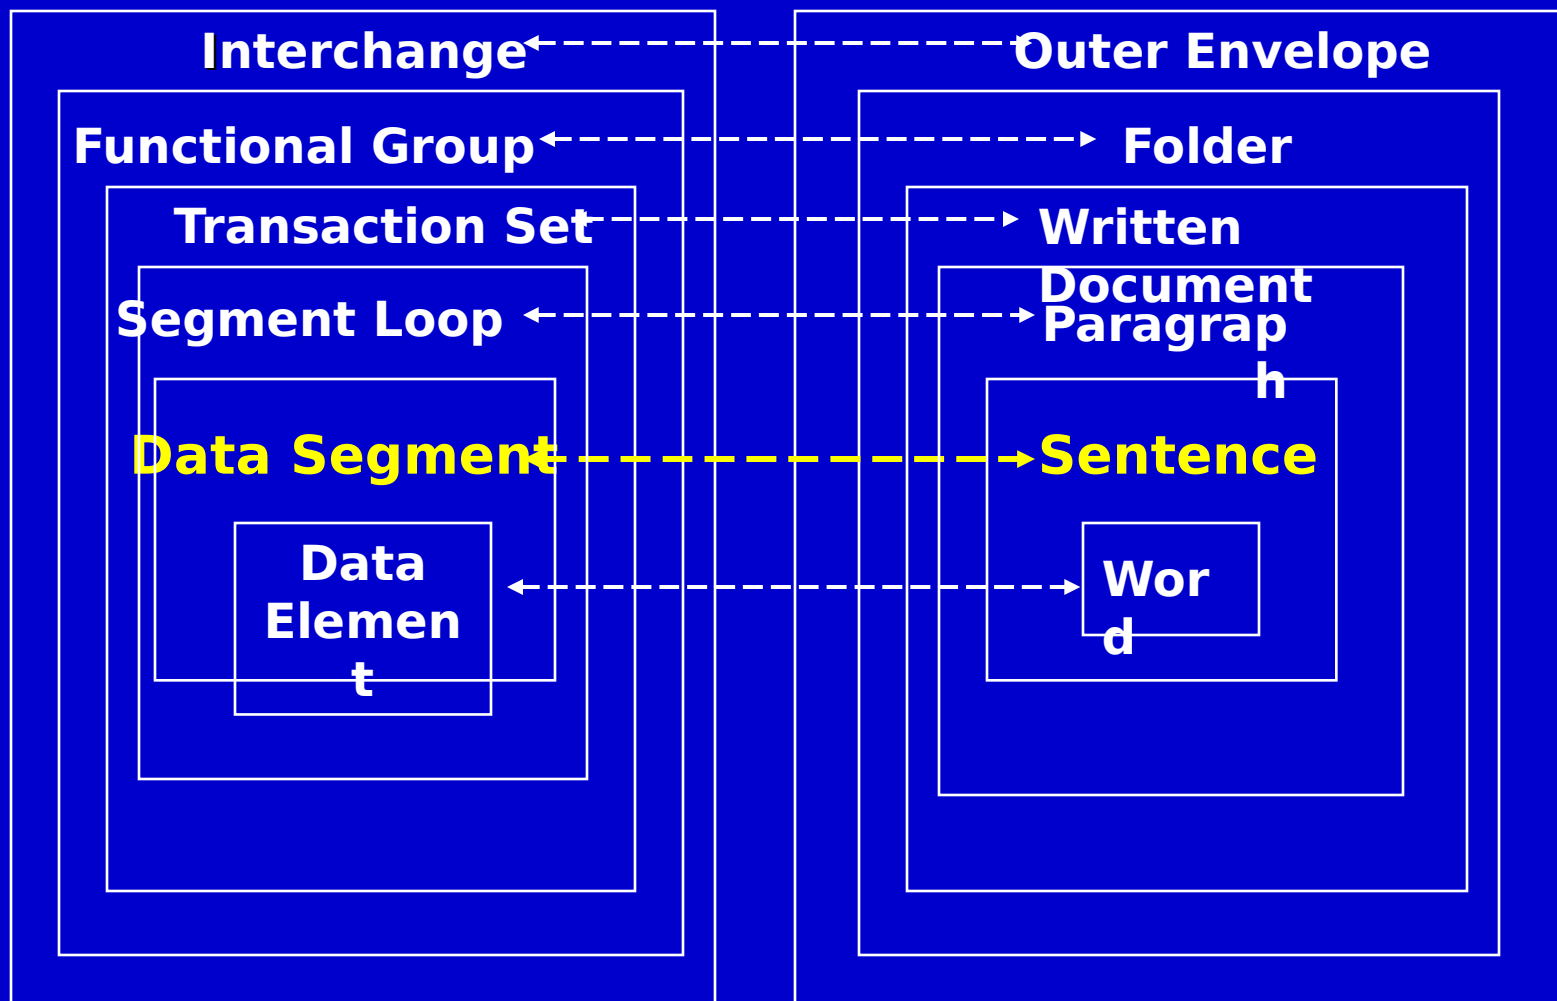 Interchange
Outer Envelope
Functional Group
Folder
Transaction Set
Written
Document
Segment Loop
Paragrap
h
Data Segment
Sentence
Data
Elemen
t
Wor
d